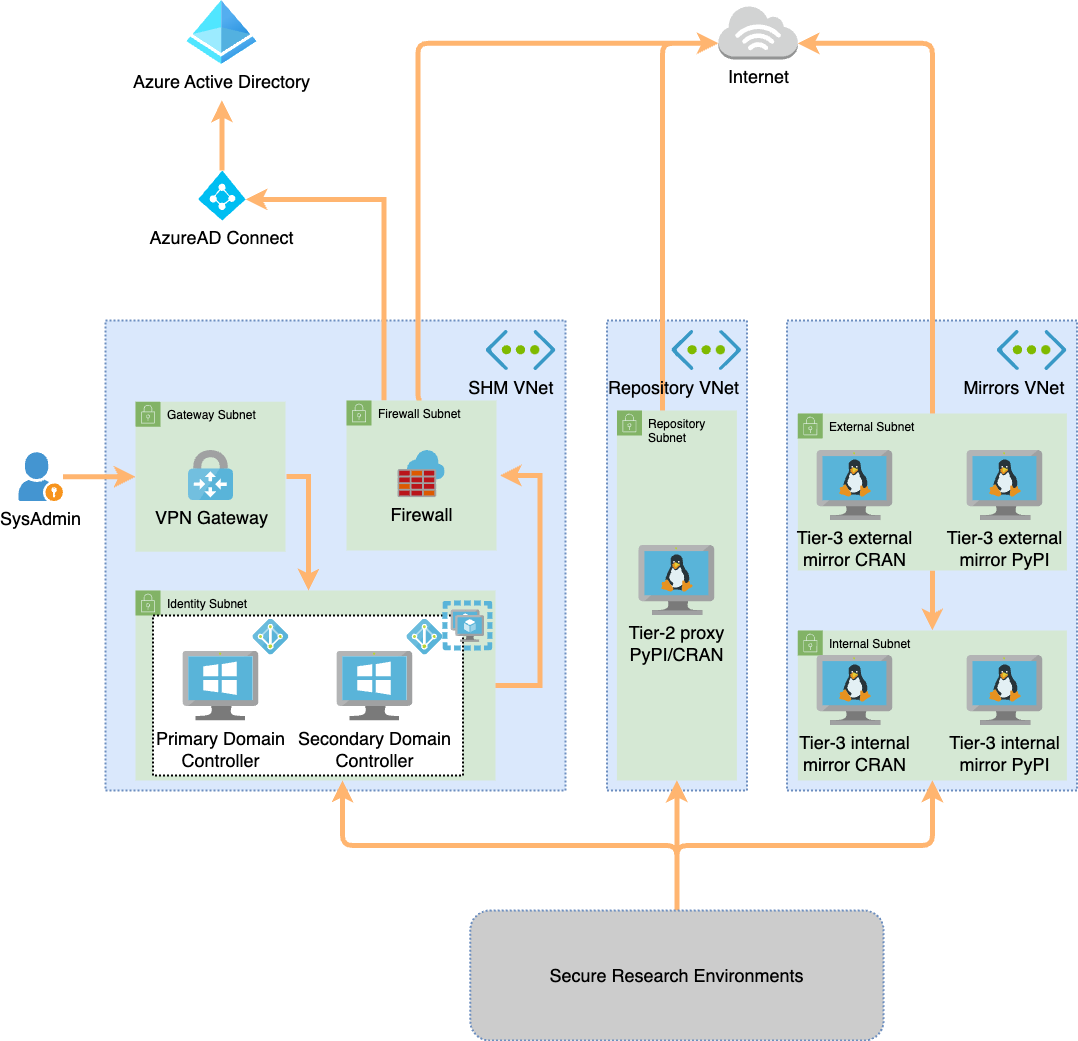 Azure Active Directory
Internet
AzureAD Connect
SHM VNet
Repository VNet
Mirrors VNet
Gateway Subnet
Firewall Subnet
Repository
Subnet
External Subnet
SysAdmin
VPN Gateway
Firewall
Tier-3 external
mirror CRAN
Tier-3 external
mirror PyPI
Identity Subnet
Tier-2 proxy
PyPI/CRAN
Internal Subnet
Primary Domain
Controller
Secondary Domain
Controller
Tier-3 internal
mirror CRAN
Tier-3 internal
mirror PyPI
Secure Research Environments